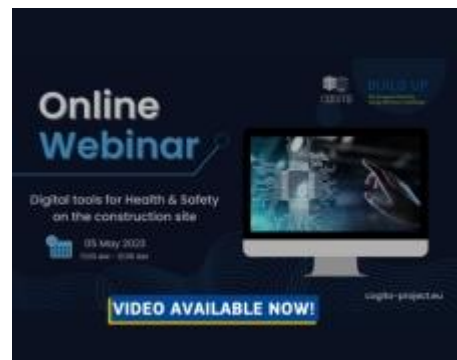 Online
Webinar
BUILD UP
Digital tools for Health & Safety
on the construction site
05 May 2023
cogito-project.eu
VIDEO AVAILABLE NOW!